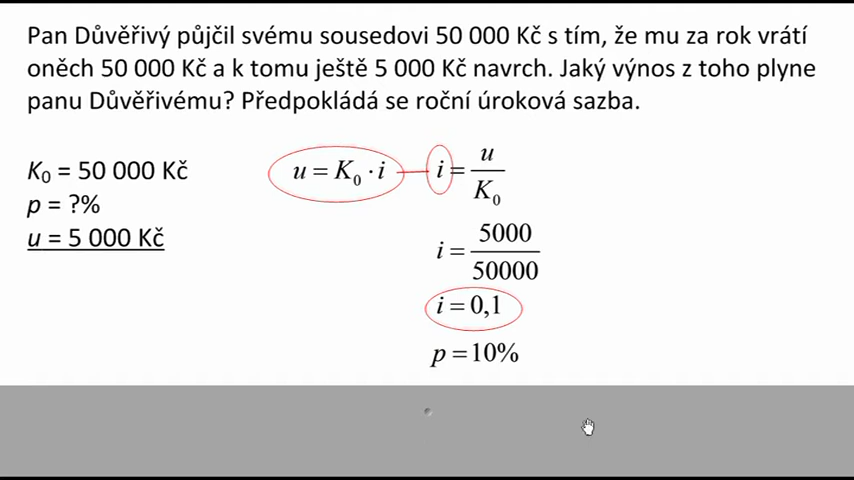 Pan Důvěřivý půjčil svému sousedovi 50 000 Kč s tím, že mu za rok vrátí
oněch 50 000 Kč a k tomu ještě 5 000 Kč navrch. Jaký výnos z toho plyne
panu Důvěřivému? Předpokládá se roční úroková sazba.
K₀ = 50 000 Kč
p = ?%
u = 5 000 Kč
u = K₀ · i
i = u / K₀
i = 5000 / 50000
i = 0,1
p = 10%